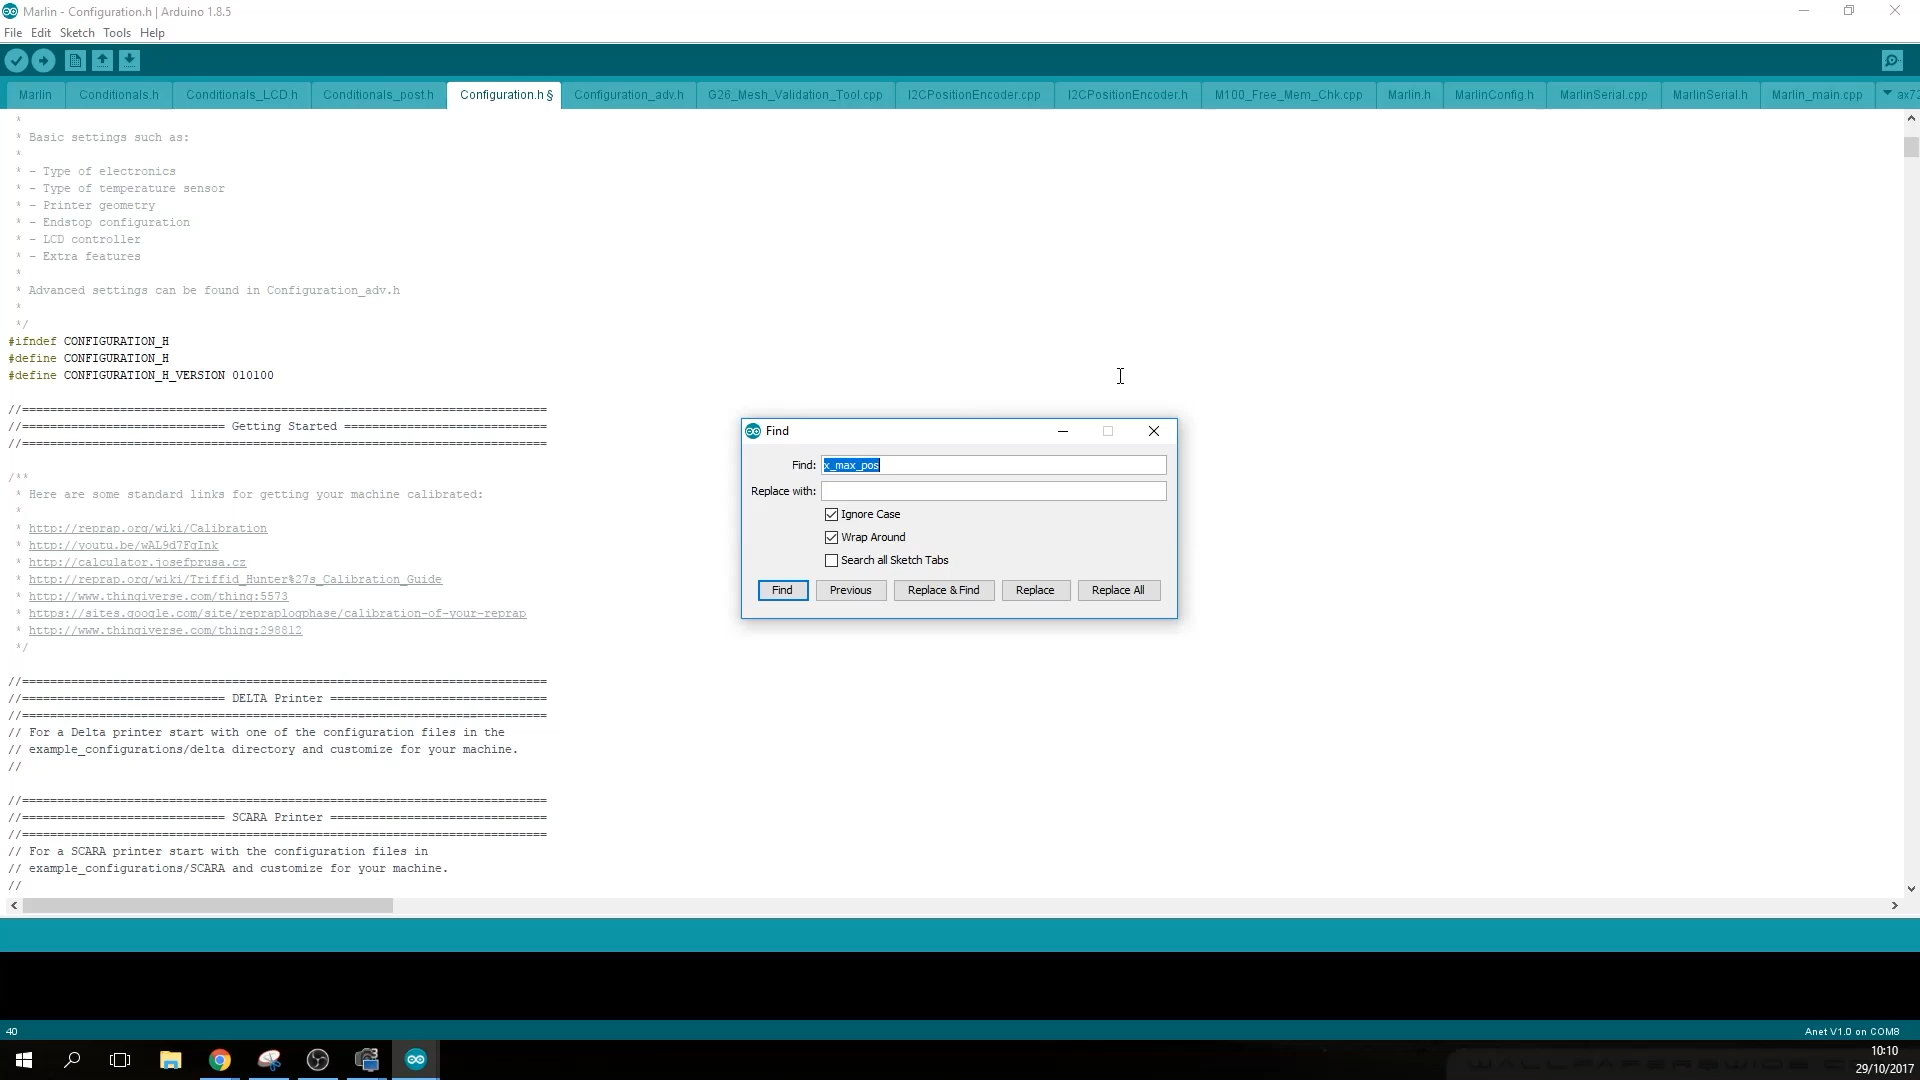 Marlin - Configuration.h | Arduino 1.8.5
File Edit Sketch Tools Help
Marlin Conditionals.h Conditionals_LCD.h Conditionals_post.h Configuration.h § Configuration_adv.h G26_Mesh_Validation_Tool.cpp I2CPositionEncoder.cpp I2CPositionEncoder.h M100_Free_Mem_Chk.cpp Marlin.h MarlinConfig.h MarlinSerial.cpp MarlinSerial.h Marlin_main.cpp
*
* Basic settings such as:
*
* - Type of electronics
* - Type of temperature sensor
* - Printer geometry
* - Endstop configuration
* - LCD controller
* - Extra features
*
* Advanced settings can be found in Configuration_adv.h
*
*/
#ifndef CONFIGURATION_H
#define CONFIGURATION_H
#define CONFIGURATION_H_VERSION 010100
//===========================================================================
//============================= Getting Started =============================
//===========================================================================
/**
* Here are some standard links for getting your machine calibrated:
*
* http://reprap.org/wiki/Calibration
* http://youtu.be/wAL9d7FgInk
* http://calculator.josefprusa.cz
* http://reprap.org/wiki/Triffid_Hunter%27s_Calibration_Guide
* http://www.thingiverse.com/thing:5573
* https://sites.google.com/site/repraplogphase/calibration-of-your-reprap
* http://www.thingiverse.com/thing:298812
*/
//===========================================================================
//============================= DELTA Printer ===============================
//===========================================================================
// For a Delta printer start with one of the configuration files in the
// example_configurations/delta directory and customize for your machine.
//
//===========================================================================
//============================= SCARA Printer ===============================
//===========================================================================
// For a SCARA printer start with the configuration files in
// example_configurations/SCARA and customize for your machine.
//
Find
Find: x_max_pos
Replace with:
Ignore Case
Wrap Around
Search all Sketch Tabs
Find Previous Replace & Find Replace Replace All
40
Anet V1.0 on COM8
10:10
29/10/2017